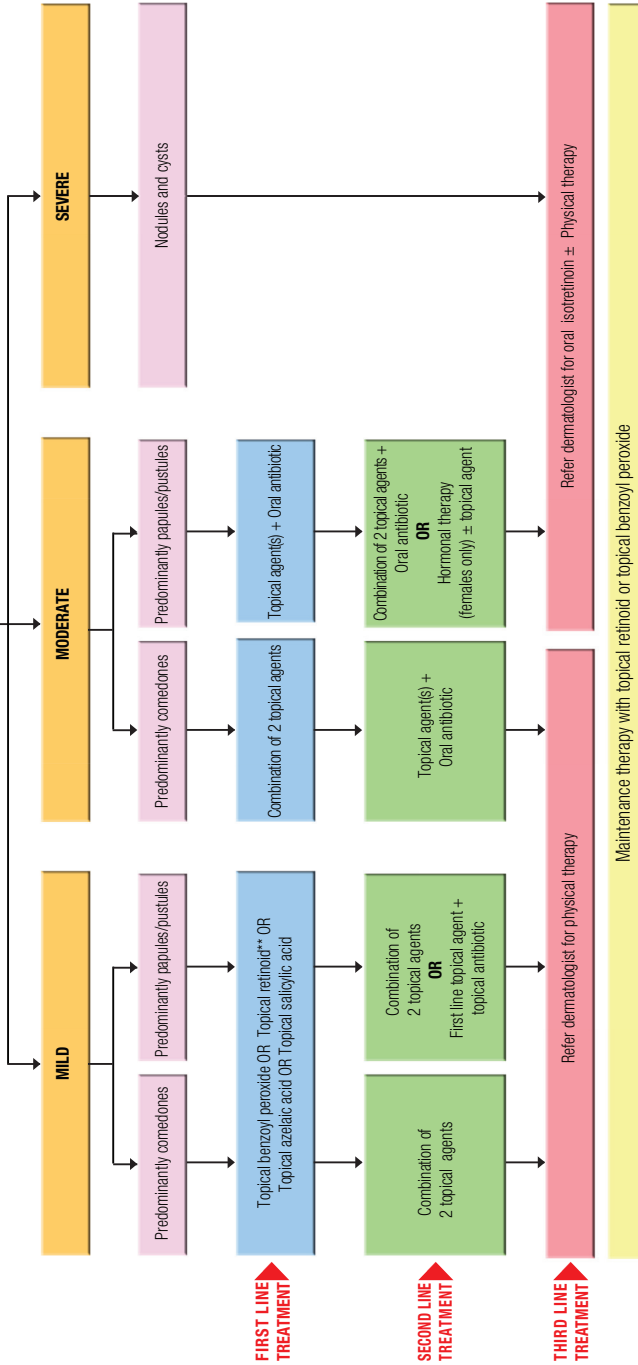 MILD
MODERATE
SEVERE
Predominantly comedones
Predominantly papules/pustules
Predominantly comedones
Predominantly papules/pustules
Nodules and cysts
FIRST LINE
TREATMENT
Topical benzoyl peroxide OR Topical retinoid** OR
Topical azelaic acid OR Topical salicylic acid
Combination of 2 topical agents
Topical agent(s) + Oral antibiotic
SECOND LINE
TREATMENT
Combination of
2 topical agents
Combination of
2 topical agents
OR
First line topical agent +
topical antibiotic
Topical agent(s) +
Oral antibiotic
Combination of 2 topical agents +
Oral antibiotic
OR
Hormonal therapy
(females only) ± topical agent
THIRD LINE
TREATMENT
Refer dermatologist for physical therapy
Refer dermatologist for oral isotretinoin ± Physical therapy
Maintenance therapy with topical retinoid or topical benzoyl peroxide